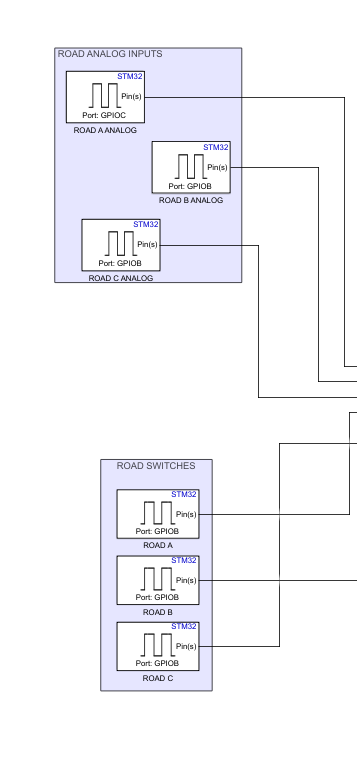 ROAD ANALOG INPUTS
STM32
Pin(s)
Port: GPIOC
ROAD A ANALOG
STM32
Pin(s)
Port: GPIOB
ROAD B ANALOG
STM32
Pin(s)
Port: GPIOB
ROAD C ANALOG
ROAD SWITCHES
STM32
Pin(s)
Port: GPIOB
ROAD A
STM32
Pin(s)
Port: GPIOB
ROAD B
STM32
Pin(s)
Port: GPIOB
ROAD C